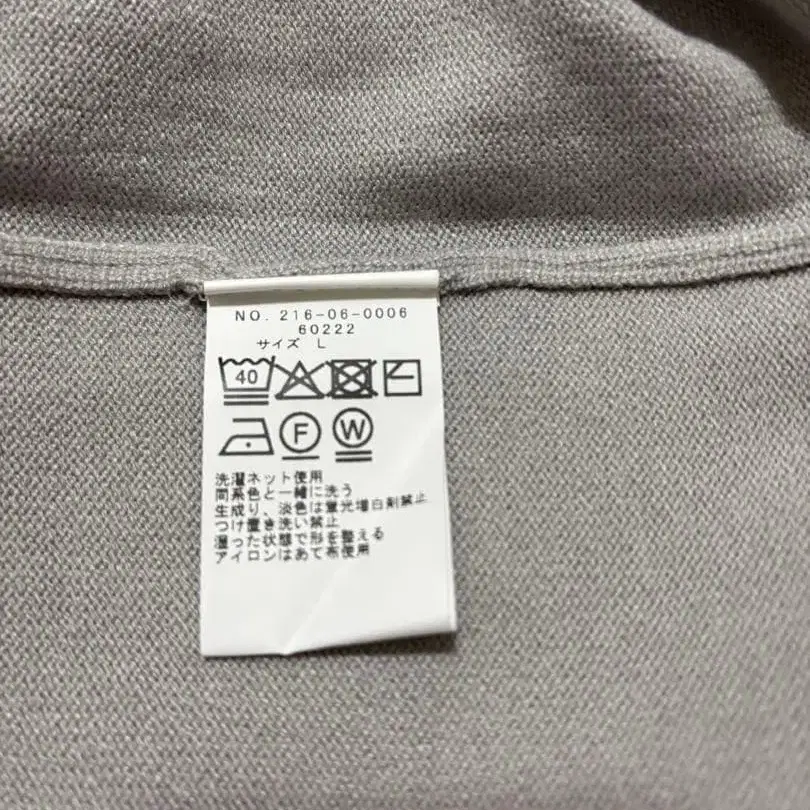 NO. 216-06-0006
60222
サイズ L
40
F
W
洗濯ネット使用
同系色と一緒に洗う
生成り、淡色は蛍光増白剤禁止
つけ置き洗い禁止
湿った状態で形を整える
アイロンはあて布使用